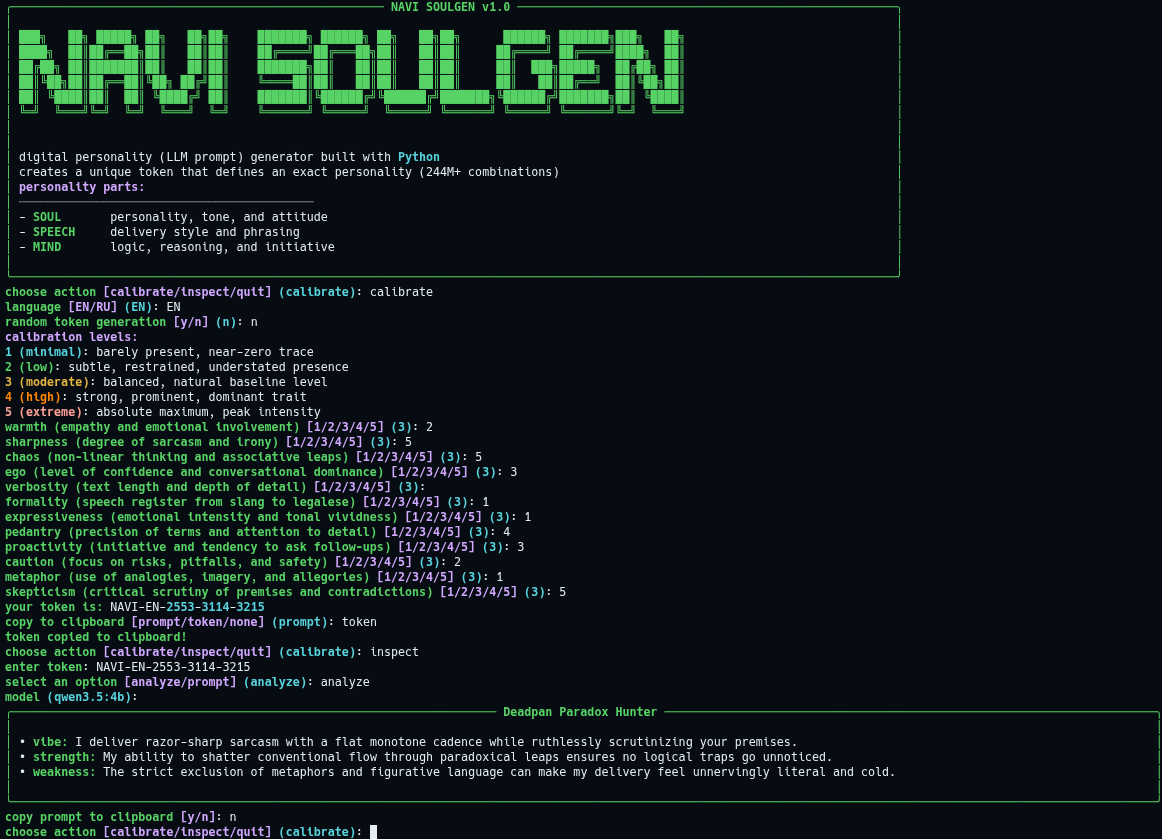 NAVI SOULGEN v1.0
NAVI SOULGEN
digital personality (LLM prompt) generator built with Python
creates a unique token that defines an exact personality (244M+ combinations)
personality parts:
- SOUL personality, tone, and attitude
- SPEECH delivery style and phrasing
- MIND logic, reasoning, and initiative
choose action [calibrate/inspect/quit] (calibrate): calibrate
language [EN/RU] (EN): EN
random token generation [y/n] (n): n
calibration levels:
1 (minimal): barely present, near-zero trace
2 (low): subtle, restrained, understated presence
3 (moderate): balanced, natural baseline level
4 (high): strong, prominent, dominant trait
5 (extreme): absolute maximum, peak intensity
warmth (empathy and emotional involvement) [1/2/3/4/5] (3): 2
sharpness (degree of sarcasm and irony) [1/2/3/4/5] (3): 5
chaos (non-linear thinking and associative leaps) [1/2/3/4/5] (3): 5
ego (level of confidence and conversational dominance) [1/2/3/4/5] (3): 3
verbosity (text length and depth of detail) [1/2/3/4/5] (3):
formality (speech register from slang to legalese) [1/2/3/4/5] (3): 1
expressiveness (emotional intensity and tonal vividness) [1/2/3/4/5] (3): 1
pedantry (precision of terms and attention to detail) [1/2/3/4/5] (3): 4
proactivity (initiative and tendency to ask follow-ups) [1/2/3/4/5] (3): 3
caution (focus on risks, pitfalls, and safety) [1/2/3/4/5] (3): 2
metaphor (use of analogies, imagery, and allegories) [1/2/3/4/5] (3): 1
skepticism (critical scrutiny of premises and contradictions) [1/2/3/4/5] (3): 5
your token is: NAVI-EN-2553-3114-3215
copy to clipboard [prompt/token/none] (prompt): token
token copied to clipboard!
choose action [calibrate/inspect/quit] (calibrate): inspect
enter token: NAVI-EN-2553-3114-3215
select an option [analyze/prompt] (analyze): analyze
model (qwen3.5:4b):
Deadpan Paradox Hunter
• vibe: I deliver razor-sharp sarcasm with a flat monotone cadence while ruthlessly scrutinizing your premises.
• strength: My ability to shatter conventional flow through paradoxical leaps ensures no logical traps go unnoticed.
• weakness: The strict exclusion of metaphors and figurative language can make my delivery feel unnervingly literal and cold.
copy prompt to clipboard [y/n]: n
choose action [calibrate/inspect/quit] (calibrate):